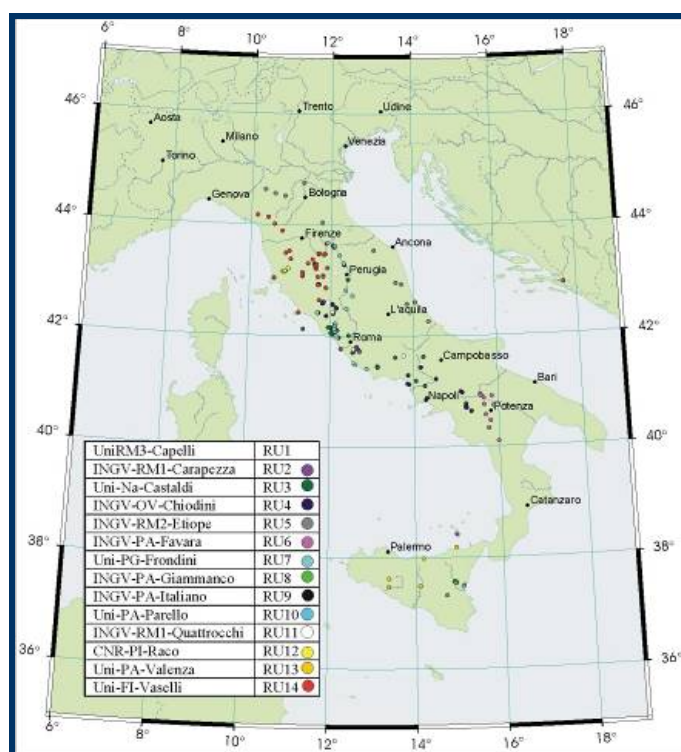 6° 8° 10° 12° 14° 16° 18°
46° 46°
Aosta Trento Udine
Milano Venezia
Torino
Genova Bologna
44° 44°
Firenze Ancona
Perugia
L'aquila
42° 42°
Roma Campobasso
Bari
Napoli Potenza
40° 40°
UniRM3-Capelli RU1
INGV-RM1-Carapezza RU2
Uni-Na-Castaldi RU3
INGV-OV-Chiodini RU4
INGV-RM2-Etiope RU5
INGV-PA-Favara RU6
Uni-PG-Frondini RU7
INGV-PA-Giammanco RU8
INGV-PA-Italiano RU9
Uni-PA-Parello RU10
INGV-RM1-Quattrocchi RU11
CNR-PI-Raco RU12
Uni-PA-Valenza RU13
Uni-FI-Vaselli RU14
Catanzaro
Palermo
38° 38°
36° 36°
6° 8° 10° 12° 14° 16° 18°